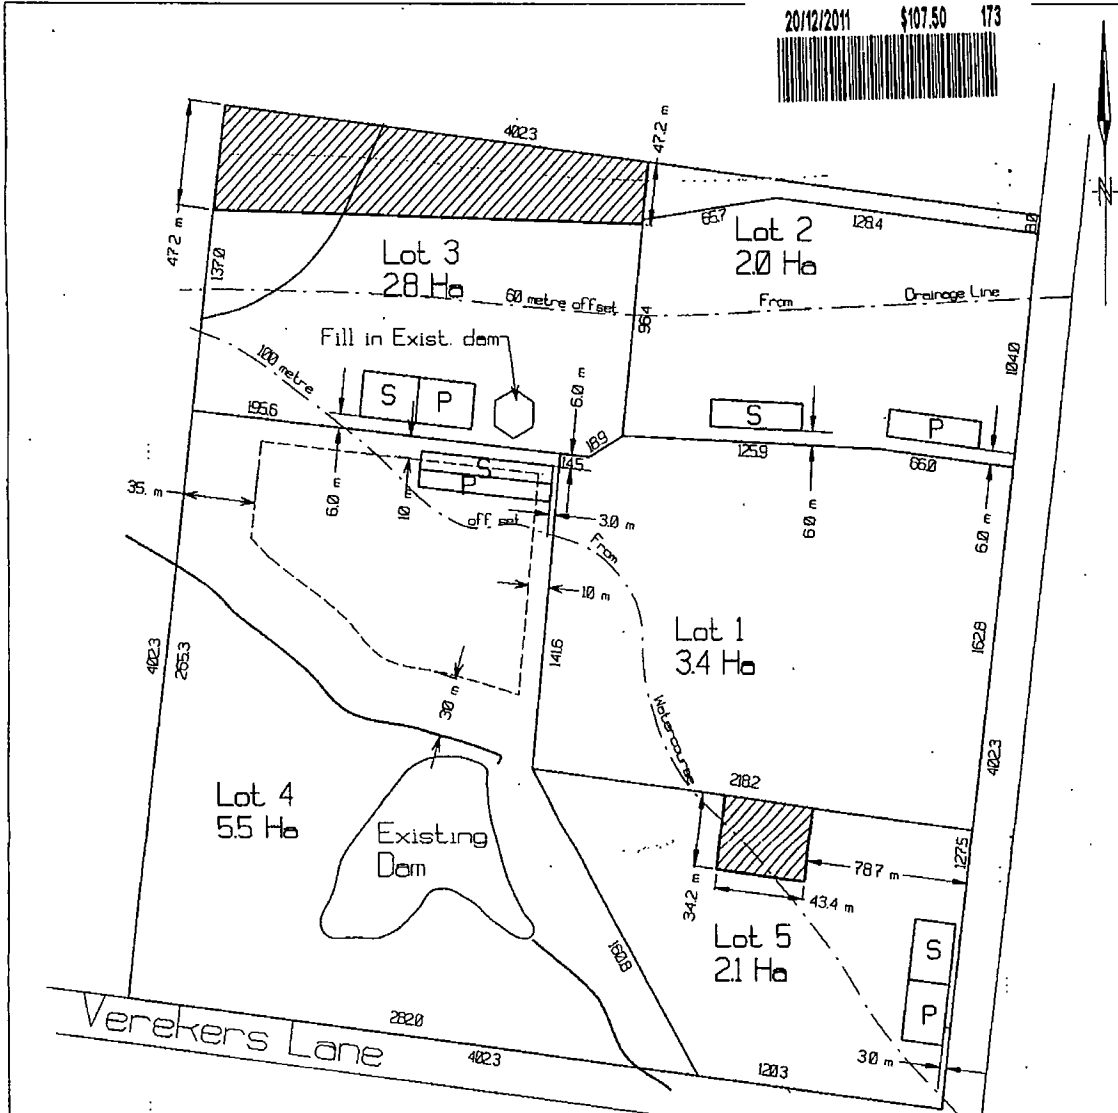 20/12/2011 $107.50 173
402.3
47.2 m
47.2 m
66.7
128.4
8.0
Lot 2
2.0 Ha
Lot 3
2.8 Ha
137.0
60 metre offset From Drainage Line
96.4
104.0
Fill in Exist. dam
100 metre off set From Watercourse
S P
6.0 m
195.6
18.9
14.5
S
P
125.9
66.0
S
P
35. m
6.0 m
10 m
3.0 m
6.0 m
6.0 m
10 m
N
Lot 1
3.4 Ha
162.8
141.6
402.3
265.3
30 m
402.3
218.2
Lot 4
5.5 Ha
Existing
Dam
127.5
78.7 m
34.2 m
43.4 m
Lot 5
2.1 Ha
S
P
160.8
3.0 m
Verekers Lane
282.0
402.3
120.3